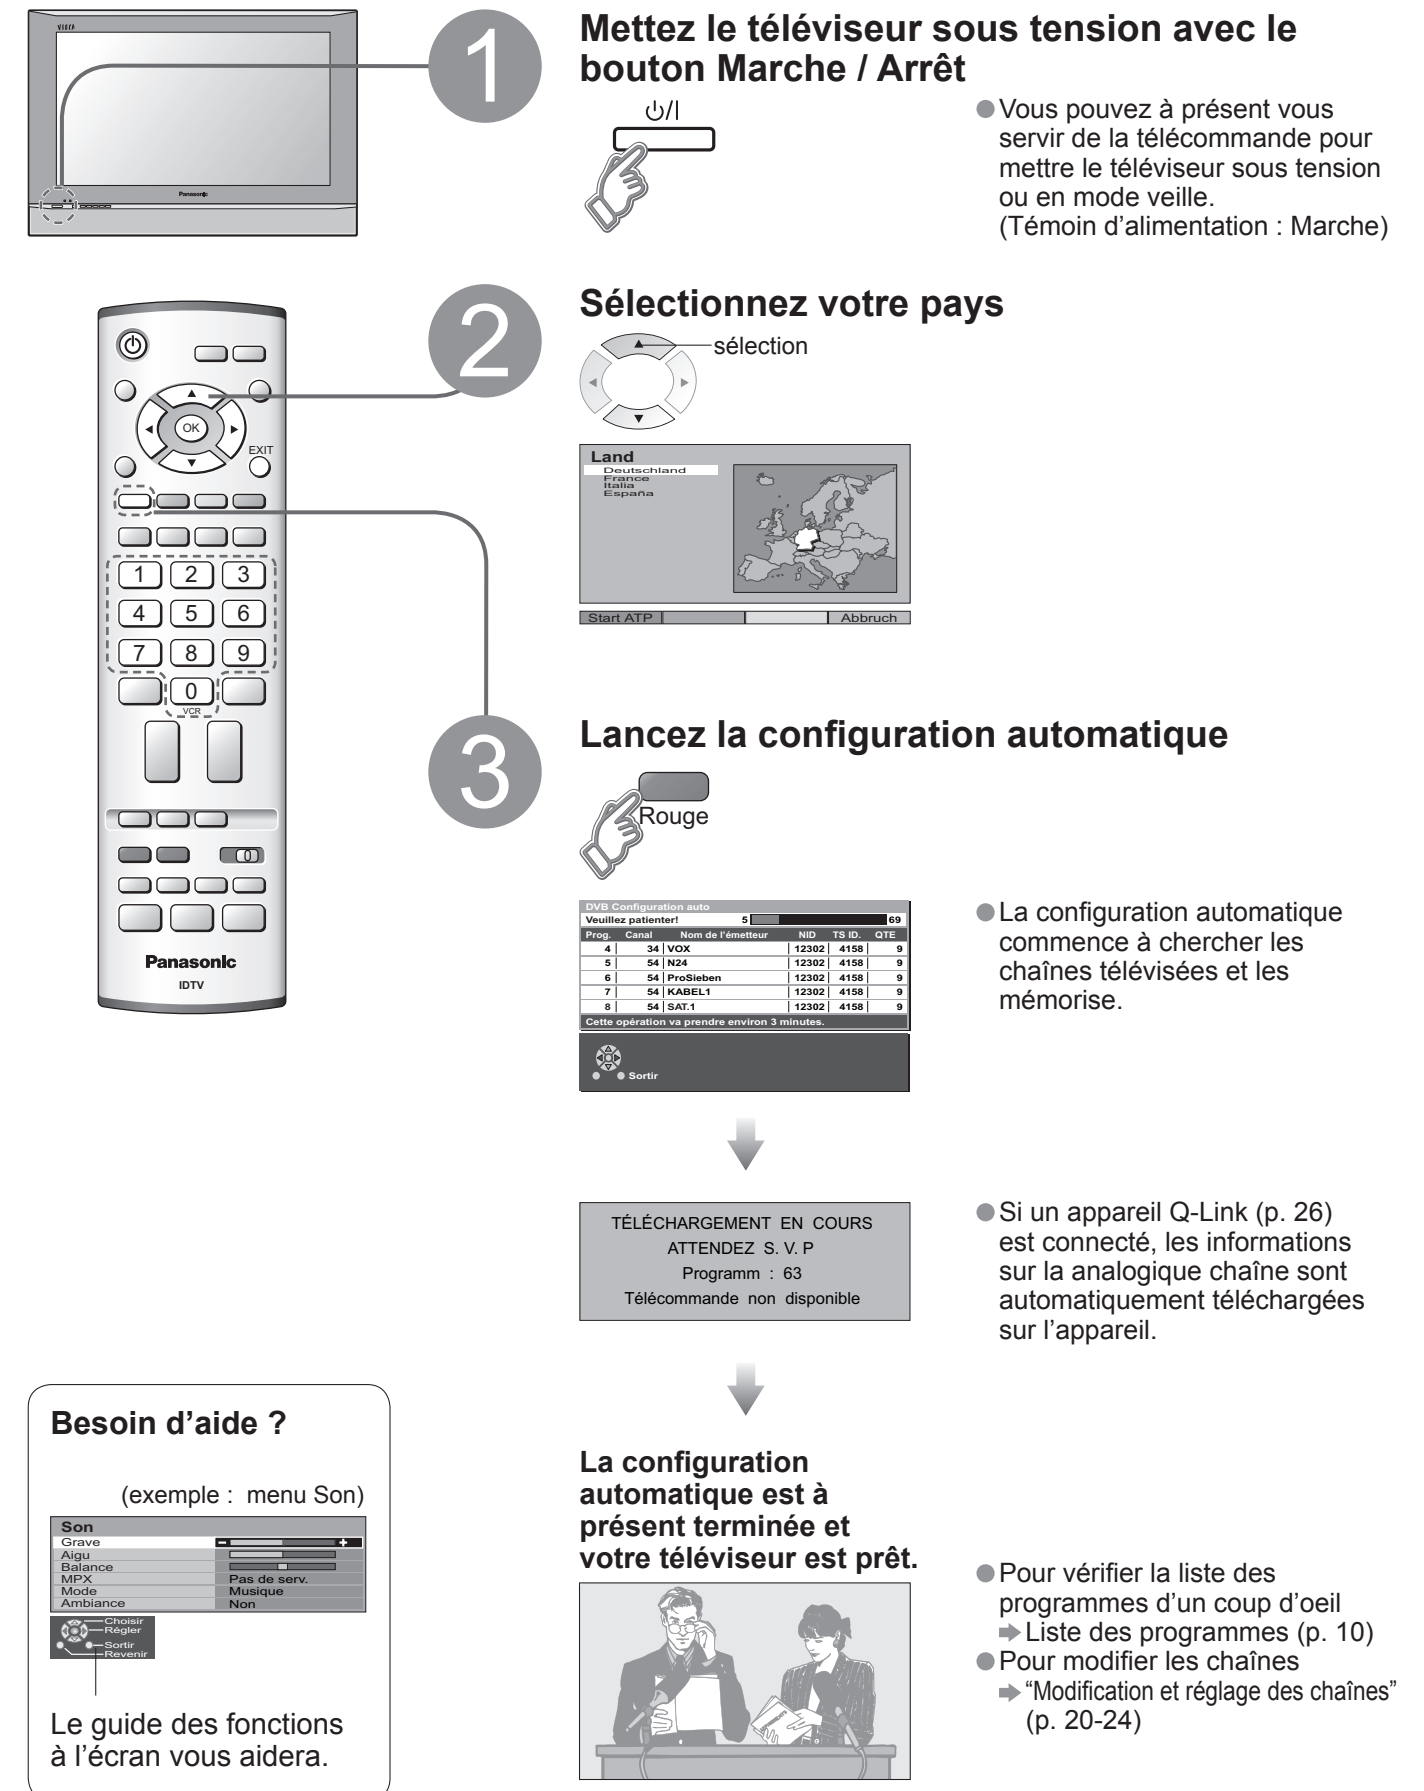 VIERA
Panasonic
1
Mettez le téléviseur sous tension avec le
bouton Marche / Arrêt
⏻/I
● Vous pouvez à présent vous
servir de la télécommande pour
mettre le téléviseur sous tension
ou en mode veille.
(Témoin d’alimentation : Marche)
OK
EXIT
1 2 3
4 5 6
7 8 9
0
VCR
0
Panasonic
IDTV
2
Sélectionnez votre pays
sélection
Land
Deutschland
France
Italia
España
Start ATP Abbruch
3
Lancez la configuration automatique
Rouge
DVB Configuration auto
Veuillez patienter! 5 69
Prog. Canal Nom de l’émetteur NID TS ID. QTE
4 34 VOX 12302 4158 9
5 54 N24 12302 4158 9
6 54 ProSieben 12302 4158 9
7 54 KABEL1 12302 4158 9
8 54 SAT.1 12302 4158 9
Cette opération va prendre environ 3 minutes.
Sortir
● La configuration automatique
commence à chercher les
chaînes télévisées et les
mémorise.
TÉLÉCHARGEMENT EN COURS
ATTENDEZ S. V. P
Programm : 63
Télécommande non disponible
● Si un appareil Q-Link (p. 26)
est connecté, les informations
sur la analogique chaîne sont
automatiquement téléchargées
sur l’appareil.
La configuration
automatique est à
présent terminée et
votre téléviseur est prêt.
● Pour vérifier la liste des
programmes d’un coup d’oeil
➡ Liste des programmes (p. 10)
● Pour modifier les chaînes
➡ “Modification et réglage des chaînes”
(p. 20-24)
Besoin d’aide ?
(exemple : menu Son)
Son
Grave - +
Aigu
Balance
MPX Pas de serv.
Mode Musique
Ambiance Non
Choisir
Régler
Sortir
Revenir
Le guide des fonctions
à l’écran vous aidera.